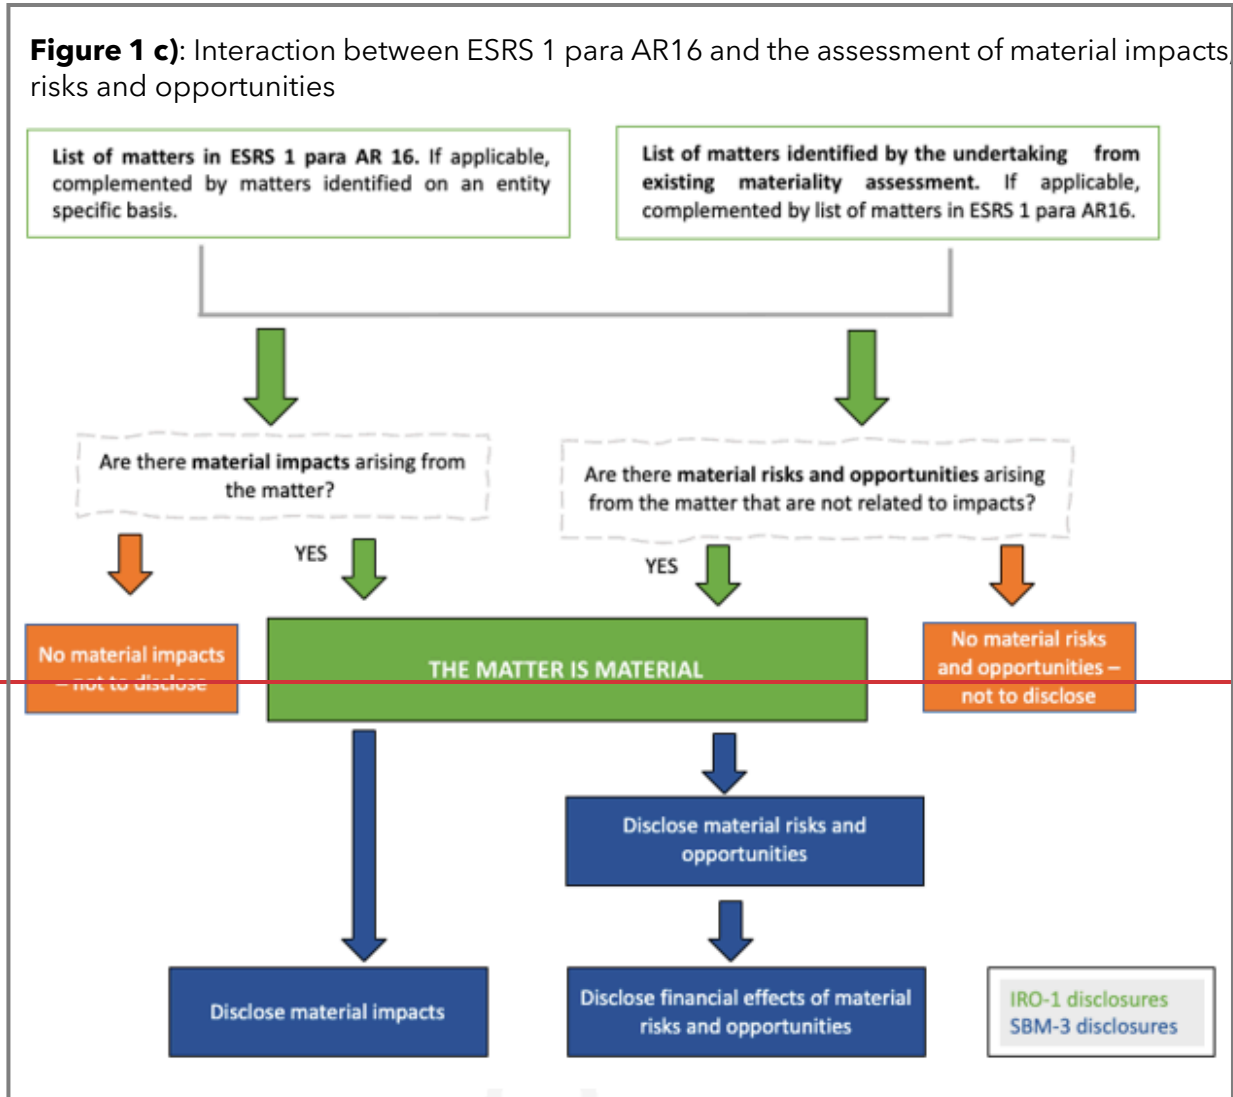 Figure 1 c): Interaction between ESRS 1 para AR16 and the assessment of material impacts,
risks and opportunities
List of matters in ESRS 1 para AR 16. If applicable,
complemented by matters identified on an entity
specific basis.
List of matters identified by the undertaking from
existing materiality assessment. If applicable,
complemented by list of matters in ESRS 1 para AR16.
Are there material impacts arising from
the matter?
Are there material risks and opportunities arising
from the matter that are not related to impacts?
YES
YES
No material impacts
– not to disclose
THE MATTER IS MATERIAL
No material risks
and opportunities –
not to disclose
Disclose material risks and
opportunities
Disclose material impacts
Disclose financial effects of material
risks and opportunities
IRO-1 disclosures
SBM-3 disclosures